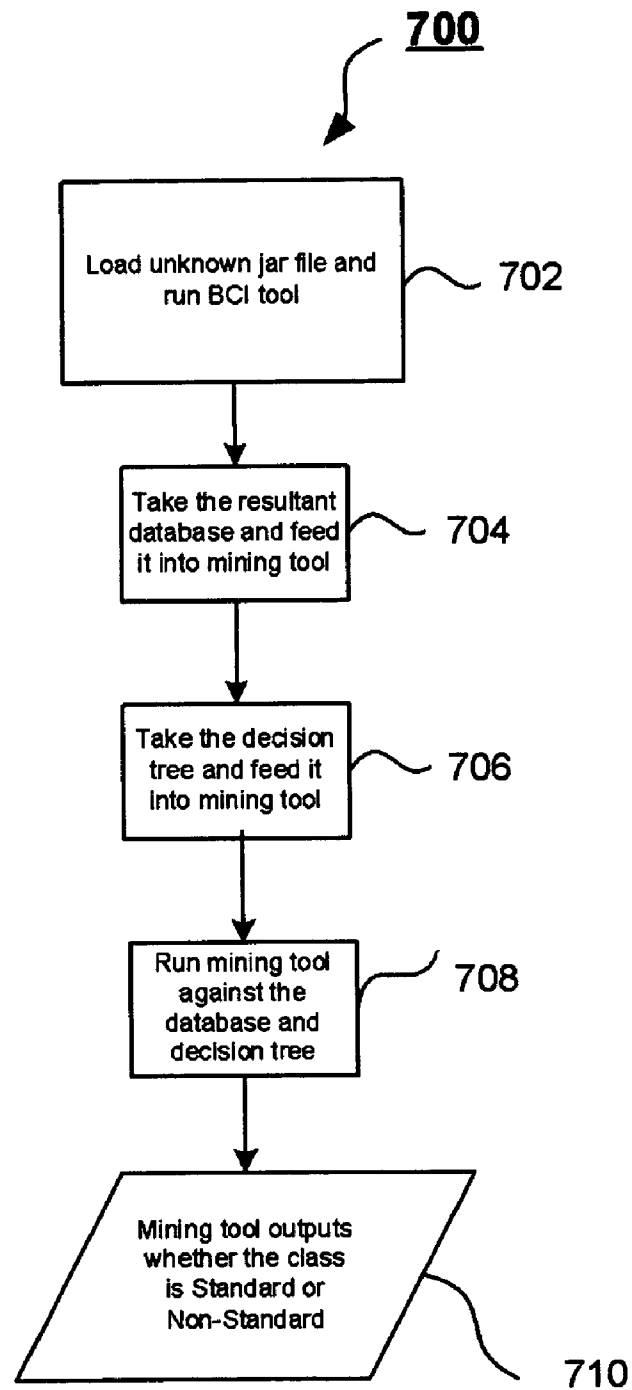 700
Load unknown jar file and
run BCI tool
702
Take the resultant
database and feed
it into mining tool
704
Take the decision
tree and feed it
into mining tool
706
Run mining tool
against the
database and
decision tree
708
Mining tool outputs
whether the class
is Standard or
Non-Standard
710